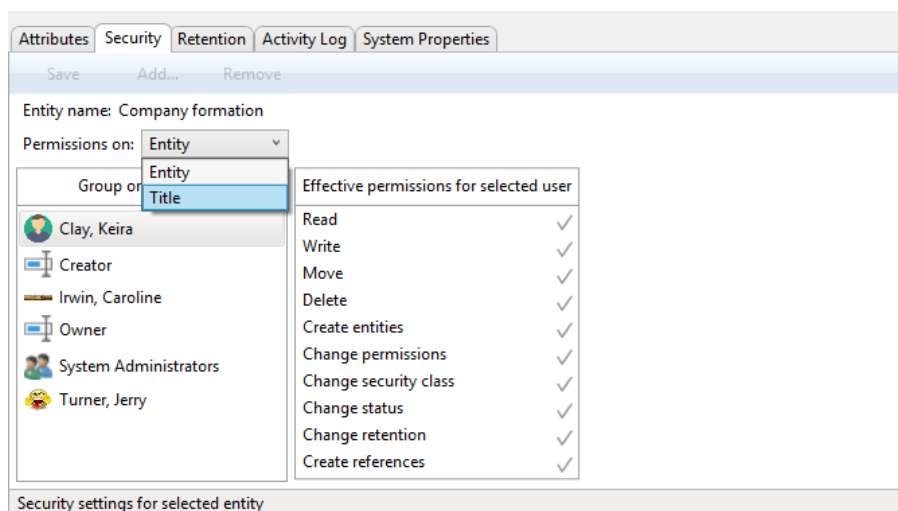 Attributes Security Retention Activity Log System Properties
Save Add... Remove
Entity name: Company formation
Permissions on: Entity
Entity
Title
Group or
Effective permissions for selected user
Clay, Keira
Creator
Irwin, Caroline
Owner
System Administrators
Turner, Jerry
Read
Write
Move
Delete
Create entities
Change permissions
Change security class
Change status
Change retention
Create references
Security settings for selected entity